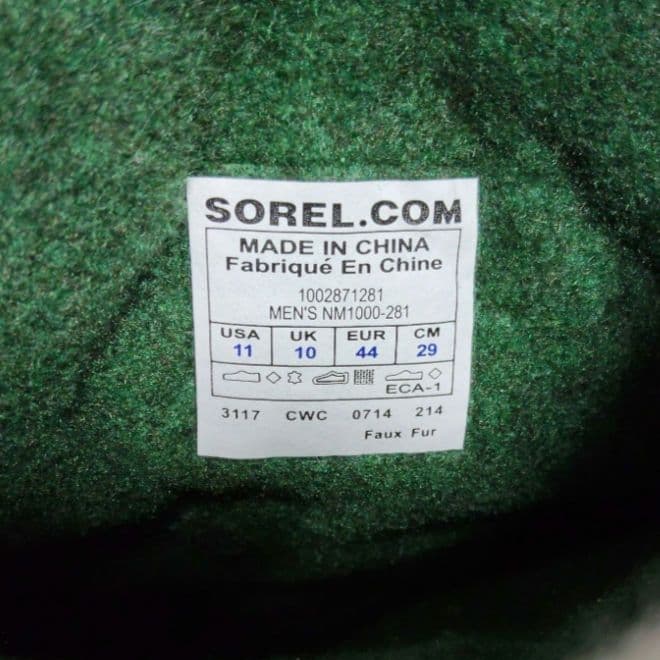 SOREL.COM
MADE IN CHINA
Fabriqué En Chine
1002871281
MEN'S NM1000-281
USA UK EUR CM
11 10 44 29
ECA-1
3117 CWC 0714 214
Faux Fur